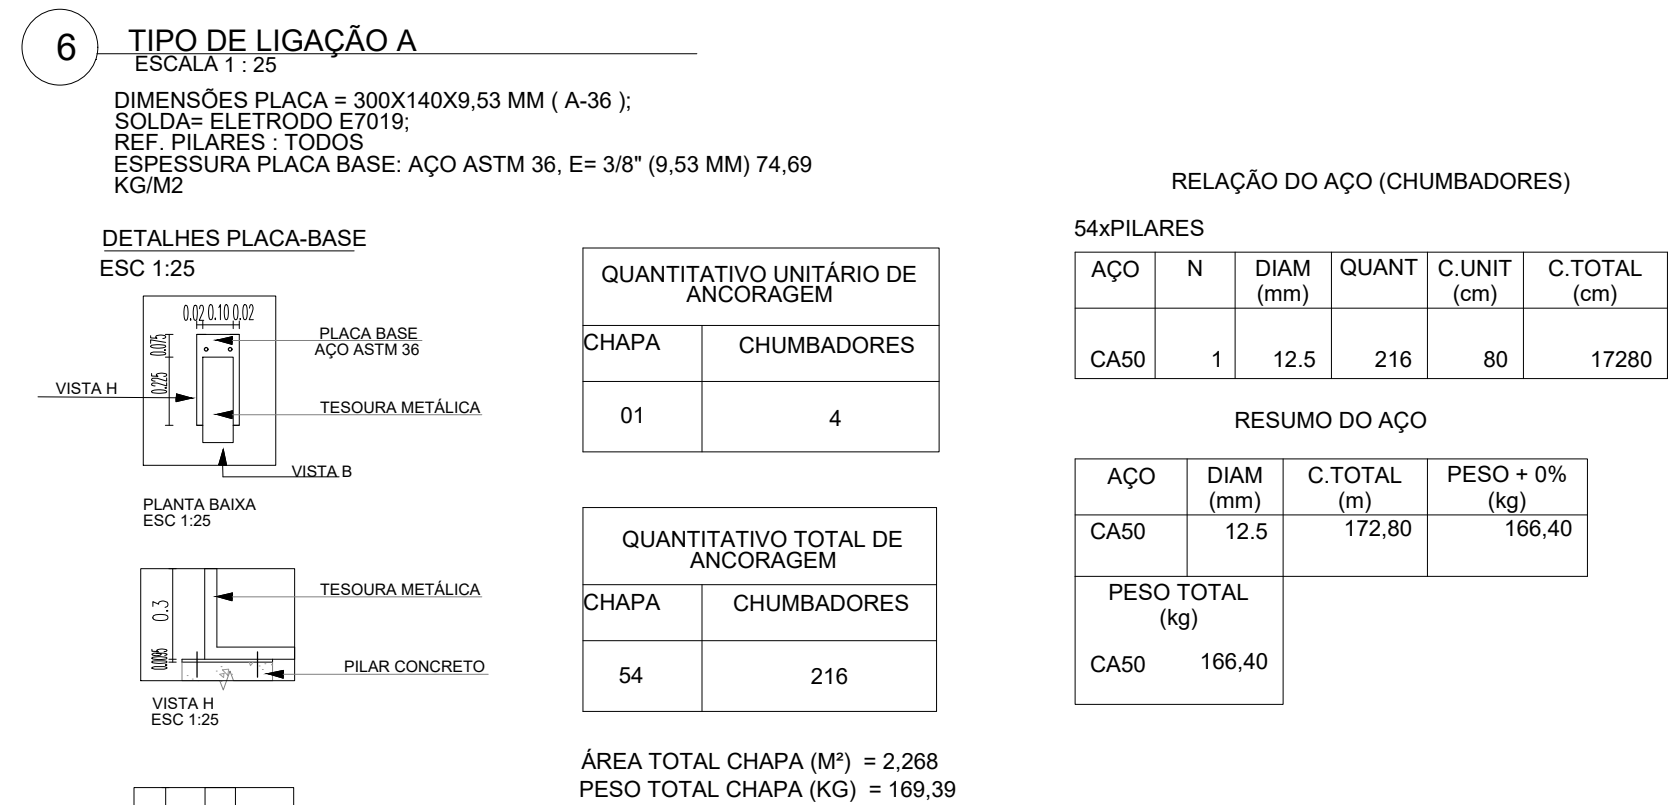 6
TIPO DE LIGAÇÃO A
ESCALA 1 : 25
DIMENSÕES PLACA = 300X140X9,53 MM ( A-36 );
SOLDA= ELETRODO E7019;
REF. PILARES : TODOS
ESPESSURA PLACA BASE: AÇO ASTM 36, E= 3/8" (9,53 MM) 74,69
KG/M2
DETALHES PLACA-BASE
ESC 1:25
0.02 0.10 0.02
0.075
0.225
PLACA BASE
AÇO ASTM 36
VISTA H
TESOURA METÁLICA
VISTA B
PLANTA BAIXA
ESC 1:25
0.3
0.0095
TESOURA METÁLICA
PILAR CONCRETO
VISTA H
ESC 1:25
QUANTITATIVO UNITÁRIO DE
ANCORAGEM
CHAPA CHUMBADORES
01 4
QUANTITATIVO TOTAL DE
ANCORAGEM
CHAPA CHUMBADORES
54 216
ÁREA TOTAL CHAPA (M²) = 2,268
PESO TOTAL CHAPA (KG) = 169,39
RELAÇÃO DO AÇO (CHUMBADORES)
54xPILARES
AÇO N DIAM QUANT C.UNIT C.TOTAL
(mm) (cm) (cm)
CA50 1 12.5 216 80 17280
RESUMO DO AÇO
AÇO DIAM C.TOTAL PESO + 0%
(mm) (m) (kg)
CA50 12.5 172,80 166,40
PESO TOTAL
(kg)
CA50 166,40